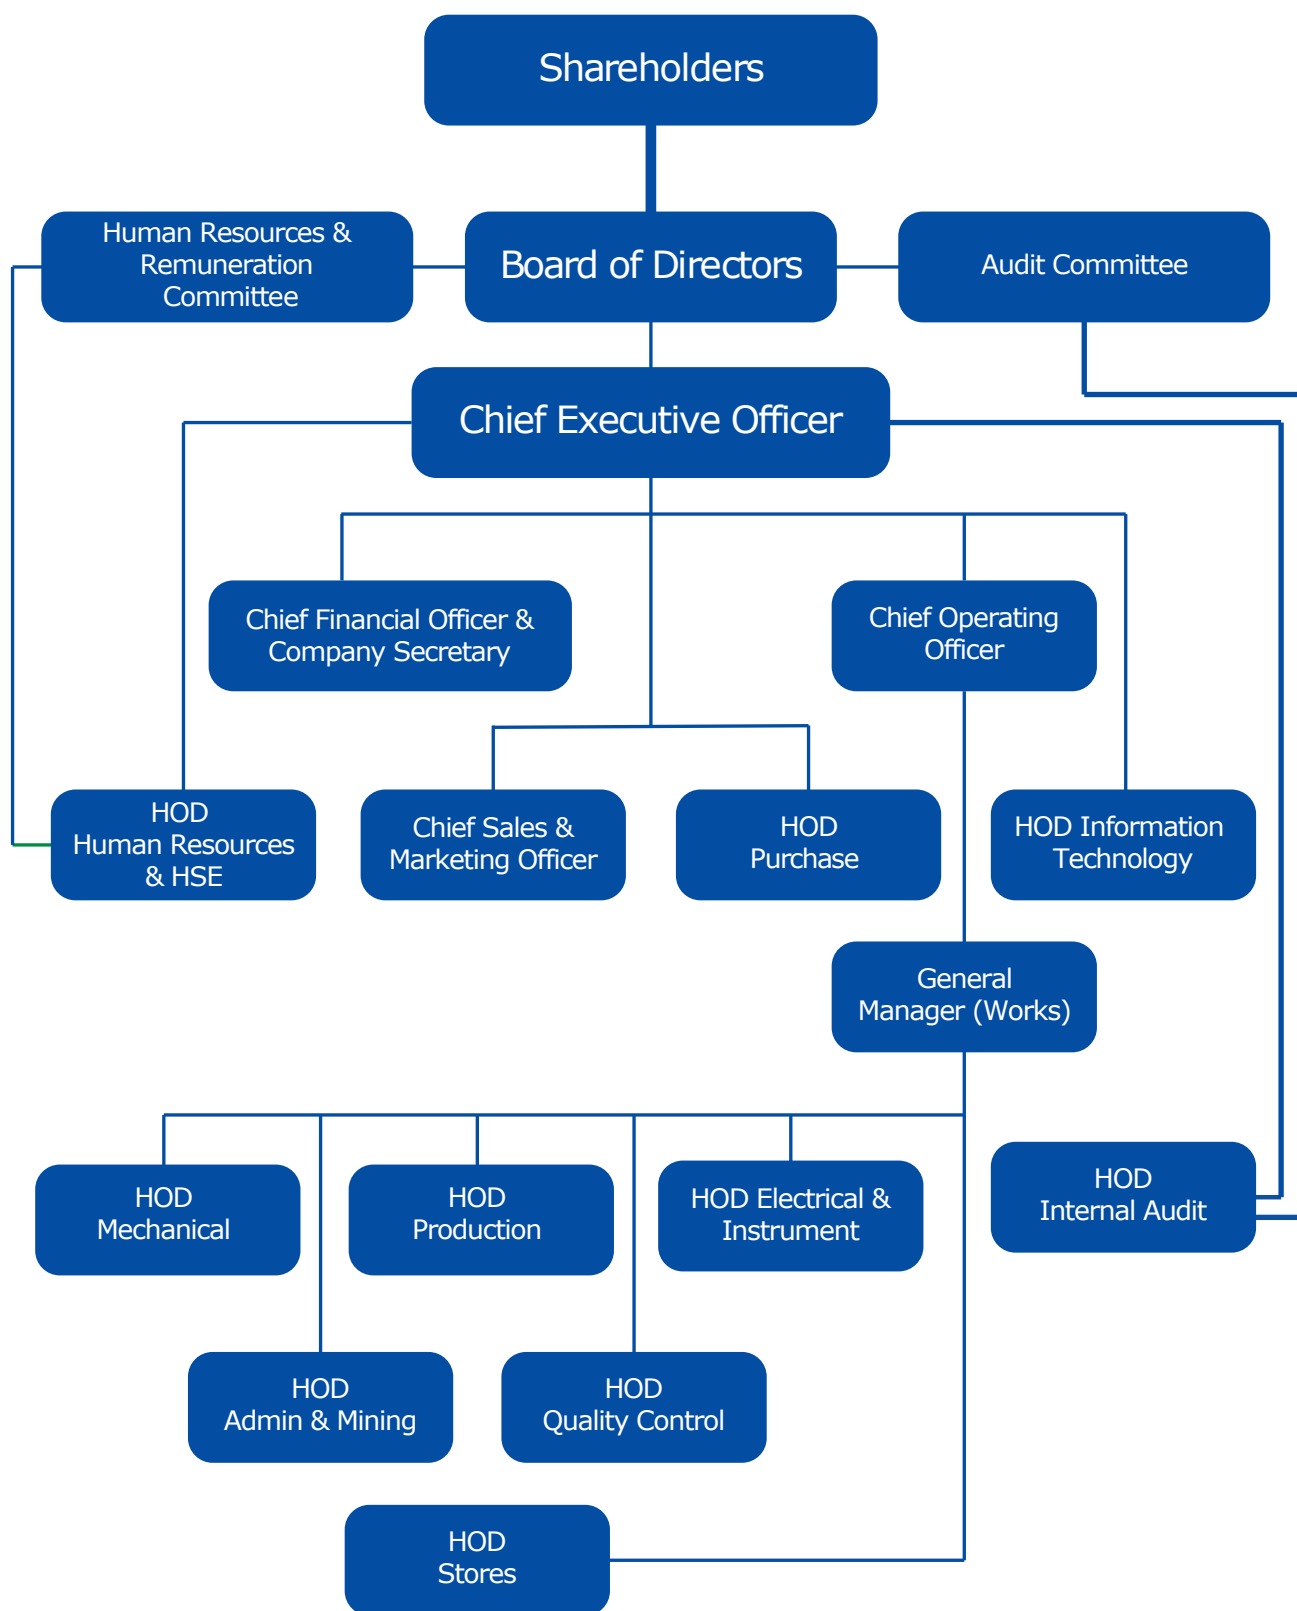 Shareholders
Human Resources &
Remuneration
Committee
Board of Directors
Audit Committee
Chief Executive Officer
Chief Financial Officer &
Company Secretary
Chief Operating
Officer
HOD
Human Resources
& HSE
Chief Sales &
Marketing Officer
HOD
Purchase
HOD Information
Technology
General
Manager (Works)
HOD
Mechanical
HOD
Production
HOD Electrical &
Instrument
HOD
Internal Audit
HOD
Admin & Mining
HOD
Quality Control
HOD
Stores